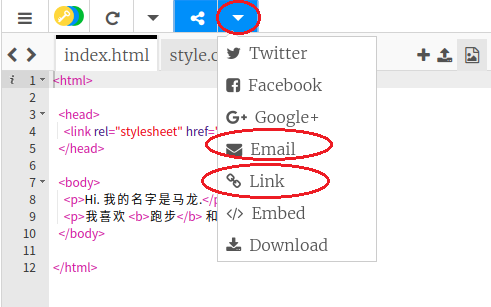 index.html style.c
Twitter
Facebook
Google+
Email
Link
Embed
Download
i 1 <html>
2
3 <head>
4 <link rel="stylesheet" href="
5 </head>
6
7 <body>
8 <p>Hi. 我的名字是马龙.</p
9 <p>我喜欢 <b>跑步</b> 和
10 </body>
11
12 </html>